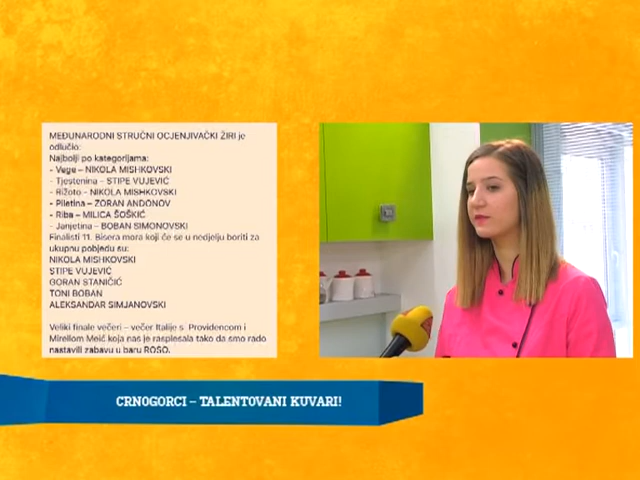 MEĐUNARODNI STRUČNI OCJENJIVAČKI ŽIRI je
odlučio:
Najbolji po kategorijama:
- Vege – NIKOLA MISHKOVSKI
- Tjestenina – STIPE VUJEVIĆ
- Rižoto - NIKOLA MISHKOVSKI
- Piletina – ZORAN ANDONOV
- Riba – MILICA ŠOŠKIĆ
- Janjetina – BOBAN SIMONOVSKI
Finalisti 11. Bisera mora koji će se u nedjelju boriti za
ukupnu pobjedu su:
NIKOLA MISHKOVSKI
STIPE VUJEVIĆ
GORAN STANIČIĆ
TONI BOBAN
ALEKSANDAR SIMJANOVSKI
Veliki finale večeri – večer Italije s Providencom i
Mirellom Meić koja nas je rasplesala tako da smo rado
nastavili zabavu u baru ROSO.
CRNOGORCI – TALENTOVANI KUVARI!